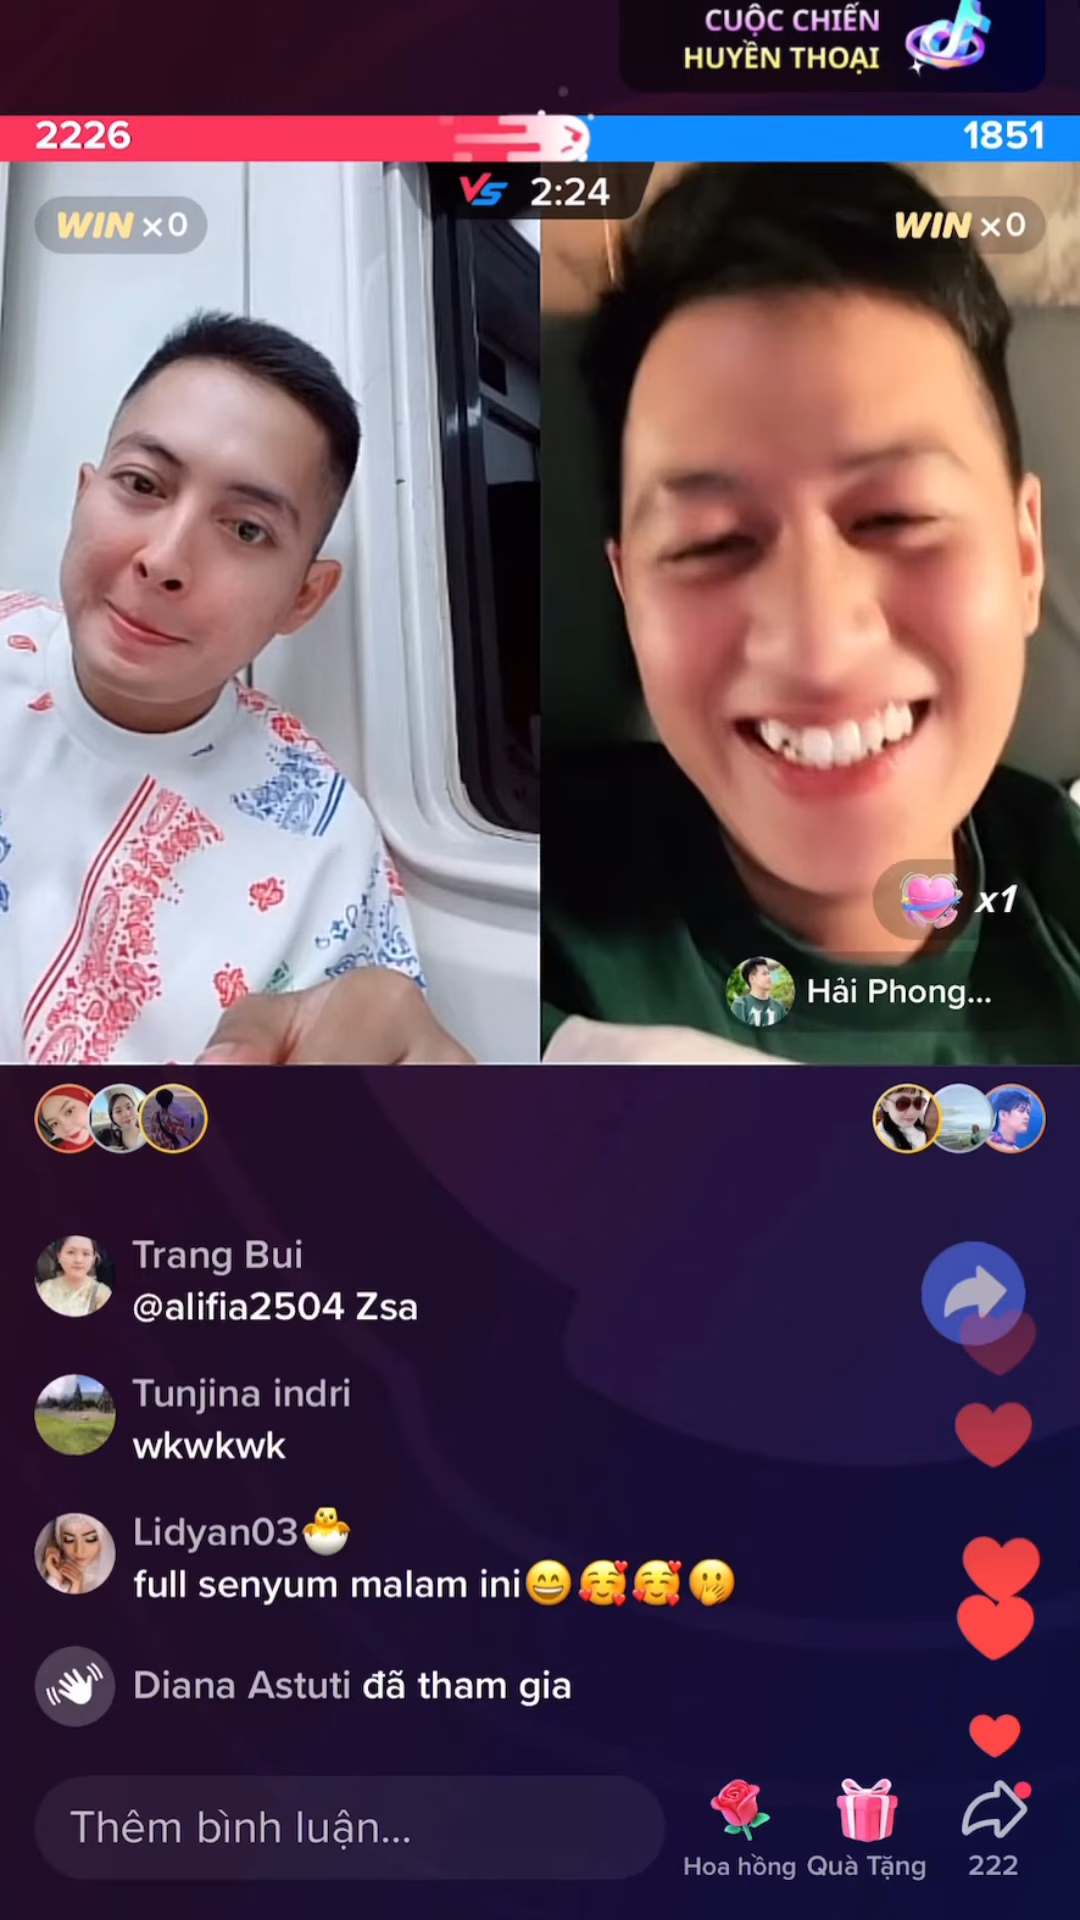 CUỘC CHIẾN
HUYỀN THOẠI
2226
1851
VS 2:24
WIN x0
WIN x0
x1
Hải Phong...
Trang Bui
@alifia2504 Zsa
Tunjina indri
wkwkwk
Lidyan03🐣
full senyum malam ini😄🥰🥰🤭
Diana Astuti đã tham gia
Thêm bình luận...
Hoa hồng
Quà Tặng
222